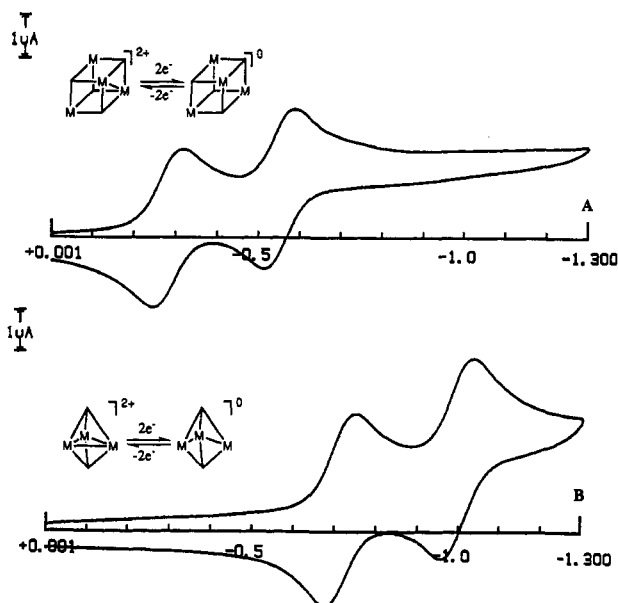 1µA
M M M M ]2+ 2e⁻ -2e⁻ M M M M ]0
A
+0.001 -0.5 -1.0 -1.300
1µA
M M M ]2+ 2e⁻ -2e⁻ M M M ]0
B
+0.001 -0.5 -1.0 -1.300